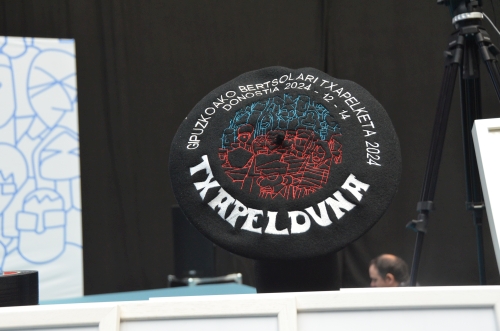 GIPUZKOAKO BERTSOLARI TXAPELKETA 2024
DONOSTIA 2024 - 12 - 14
TXAPELDUNA